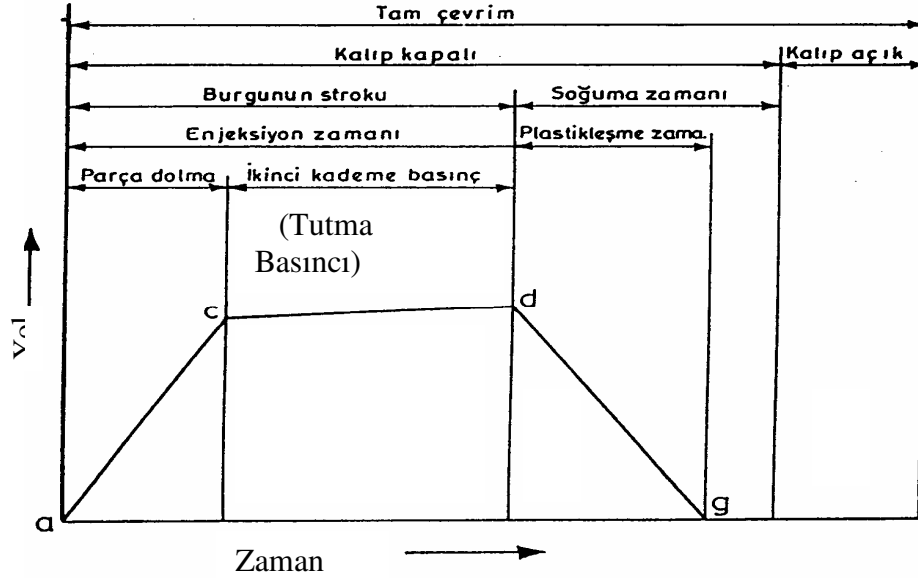 Tam çevrim
Kalıp kapalı
Kalıp açık
Burgunun stroku
Soğuma zamanı
Enjeksiyon zamanı
Plastikleşme zama.
Parça dolma
İkinci kademe basınç
(Tutma
Basıncı)
c
d
a
g
Zaman